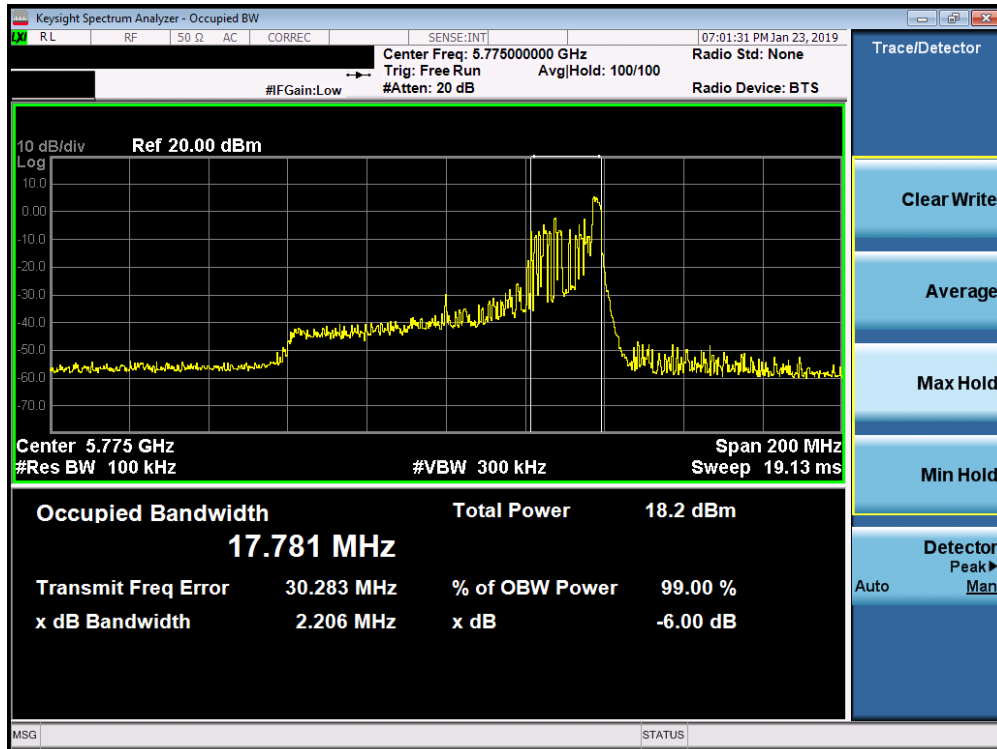 Keysight Spectrum Analyzer - Occupied BW
LXI RL RF 50 Ω AC CORREC SENSE:INT 07:01:31 PM Jan 23, 2019
Center Freq: 5.775000000 GHz Radio Std: None
Trig: Free Run Avg|Hold: 100/100
#IFGain:Low #Atten: 20 dB Radio Device: BTS
10 dB/div Ref 20.00 dBm
Log
10.0
0.00
-10.0
-20.0
-30.0
-40.0
-50.0
-60.0
-70.0
Center 5.775 GHz Span 200 MHz
#Res BW 100 kHz #VBW 300 kHz Sweep 19.13 ms
Occupied Bandwidth Total Power 18.2 dBm
17.781 MHz
Transmit Freq Error 30.283 MHz % of OBW Power 99.00 %
x dB Bandwidth 2.206 MHz x dB -6.00 dB
MSG STATUS
Trace/Detector
Clear Write
Average
Max Hold
Min Hold
Detector
Peak▶
Auto Man